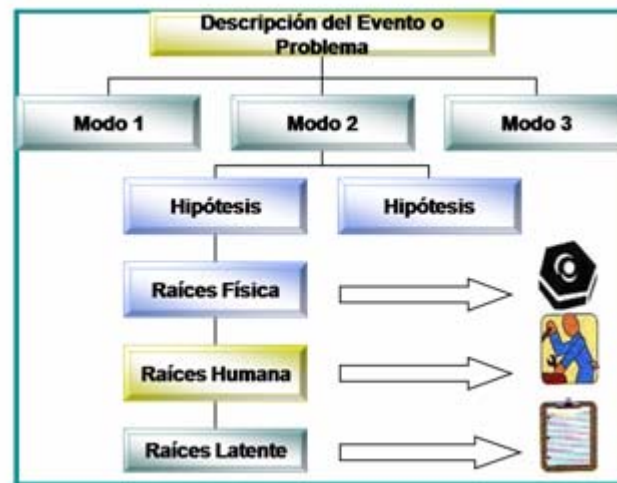 Descripción del Evento o
Problema
Modo 1
Modo 2
Modo 3
Hipótesis
Hipótesis
Raíces Física
Raíces Humana
Raíces Latente